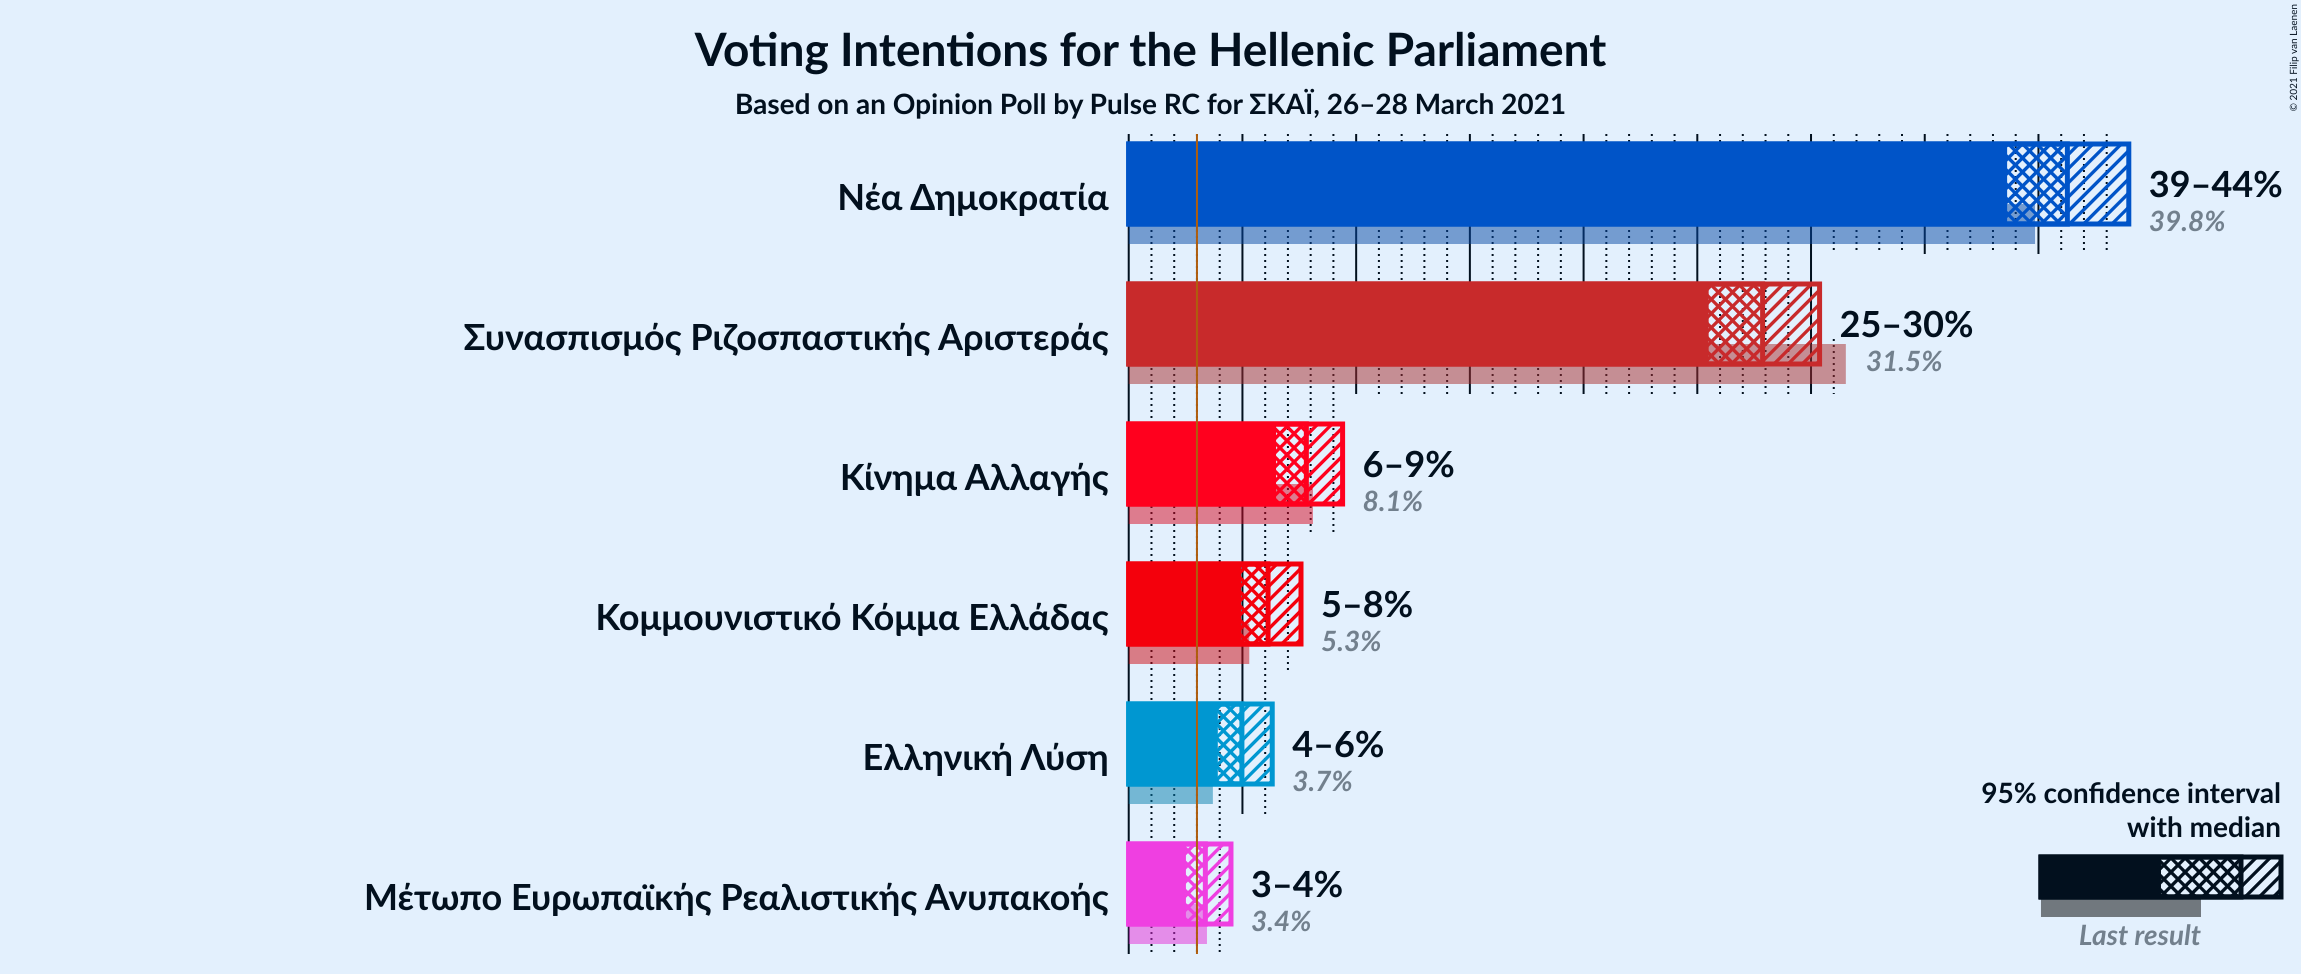 Voting Intentions for the Hellenic Parliament
Based on an Opinion Poll by Pulse RC for ΣΚΑΪ, 26–28 March 2021
© 2021 Filip van Laenen
Νέα Δημοκρατία
39–44%
39.8%
Συνασπισμός Ριζοσπαστικής Αριστεράς
25–30%
31.5%
Κίνημα Αλλαγής
6–9%
8.1%
Κομμουνιστικό Κόμμα Ελλάδας
5–8%
5.3%
Ελληνική Λύση
4–6%
3.7%
Μέτωπο Ευρωπαϊκής Ρεαλιστικής Ανυπακοής
3–4%
3.4%
95% confidence interval
with median
Last result